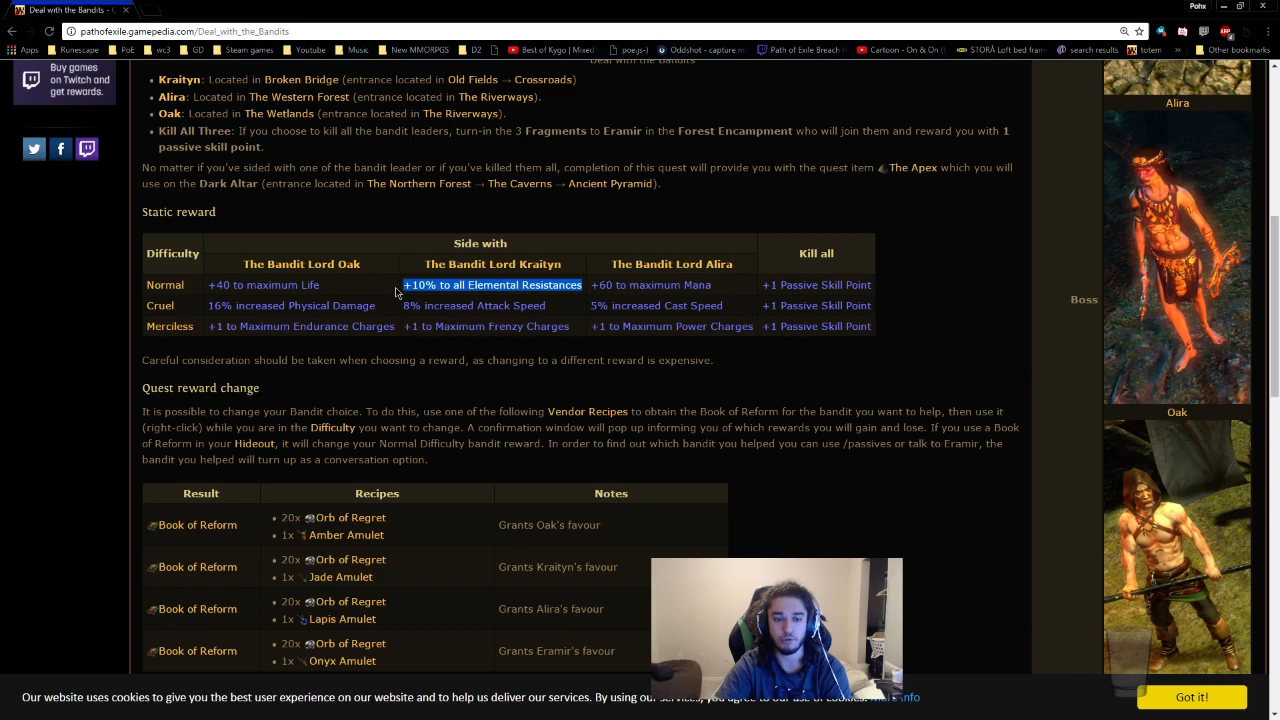 Deal with the Bandits - C
Pohx
pathofexile.gamepedia.com/Deal_with_the_Bandits
Apps Runescape PoE wc3 GD Steam games Youtube Music New MMORPGS D2 Best of Kygo | Mixed poe.js-) Oddshot - capture m Path of Exile Breach Cartoon - On & On (l STORÅ Loft bed fram search results totem Other bookmarks
Buy games
on Twitch and
get rewards.
Deal with the Bandits
Kraityn: Located in Broken Bridge (entrance located in Old Fields → Crossroads)
Alira: Located in The Western Forest (entrance located in The Riverways).
Oak: Located in The Wetlands (entrance located in The Riverways).
Kill All Three: If you choose to kill all the bandit leaders, turn-in the 3 Fragments to Eramir in the Forest Encampment who will join them and reward you with 1
passive skill point.
No matter if you've sided with one of the bandit leader or if you've killed them all, completion of this quest will provide you with the quest item The Apex which you will
use on the Dark Altar (entrance located in The Northern Forest → The Caverns → Ancient Pyramid).
Static reward
Difficulty Side with Kill all
The Bandit Lord Oak The Bandit Lord Kraityn The Bandit Lord Alira
Normal +40 to maximum Life +10% to all Elemental Resistances +60 to maximum Mana +1 Passive Skill Point
Cruel 16% increased Physical Damage 8% increased Attack Speed 5% increased Cast Speed +1 Passive Skill Point
Merciless +1 to Maximum Endurance Charges +1 to Maximum Frenzy Charges +1 to Maximum Power Charges +1 Passive Skill Point
Careful consideration should be taken when choosing a reward, as changing to a different reward is expensive.
Quest reward change
It is possible to change your Bandit choice. To do this, use one of the following Vendor Recipes to obtain the Book of Reform for the bandit you want to help, then use it
(right-click) while you are in the Difficulty you want to change. A confirmation window will pop up informing you of which rewards you will gain and lose. If you use a Book
of Reform in your Hideout, it will change your Normal Difficulty bandit reward. In order to find out which bandit you helped you can use /passives or talk to Eramir, the
bandit you helped will turn up as a conversation option.
Result Recipes Notes
Book of Reform 20x Orb of Regret
1x Amber Amulet Grants Oak's favour
Book of Reform 20x Orb of Regret
1x Jade Amulet Grants Kraityn's favour
Book of Reform 20x Orb of Regret
1x Lapis Amulet Grants Alira's favour
Book of Reform 20x Orb of Regret
1x Onyx Amulet Grants Eramir's favour
Boss
Alira
Oak
Our website uses cookies to give you the best user experience on our website and to help us deliver our services. By using our services, you agree to our use of cookies. More info
Got it!